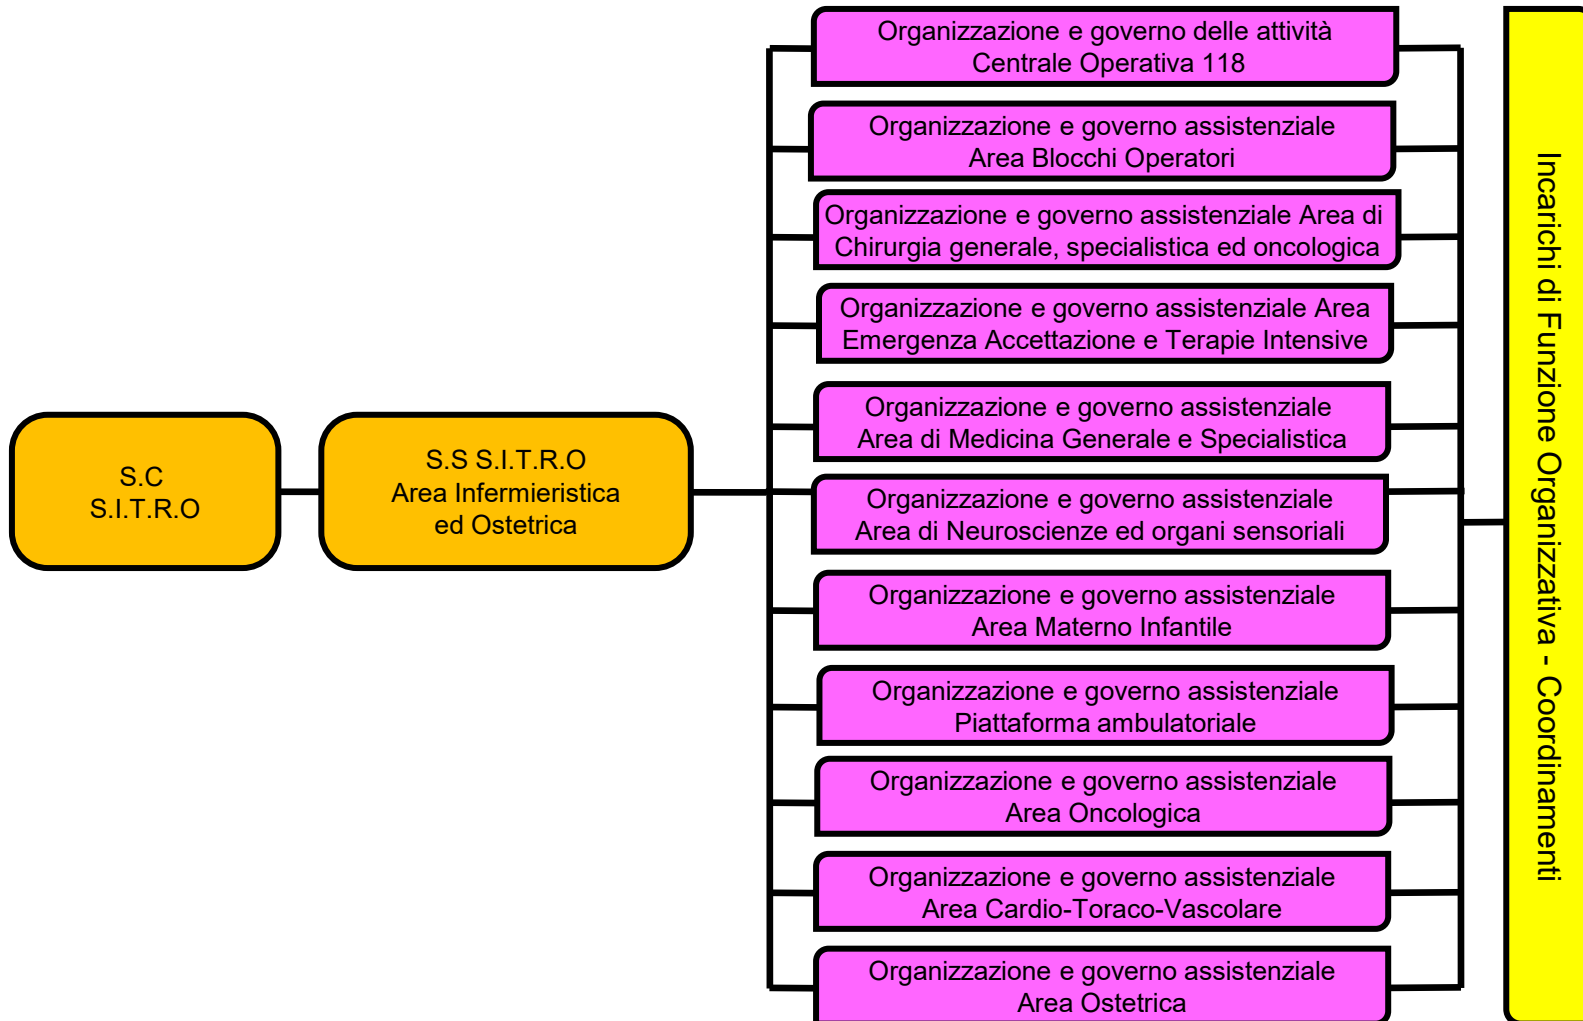 S.C
S.I.T.R.O
S.S S.I.T.R.O
Area Infermieristica
ed Ostetrica
Organizzazione e governo delle attività
Centrale Operativa 118
Organizzazione e governo assistenziale
Area Blocchi Operatori
Organizzazione e governo assistenziale Area di
Chirurgia generale, specialistica ed oncologica
Organizzazione e governo assistenziale Area
Emergenza Accettazione e Terapie Intensive
Organizzazione e governo assistenziale
Area di Medicina Generale e Specialistica
Organizzazione e governo assistenziale
Area di Neuroscienze ed organi sensoriali
Organizzazione e governo assistenziale
Area Materno Infantile
Organizzazione e governo assistenziale
Piattaforma ambulatoriale
Organizzazione e governo assistenziale
Area Oncologica
Organizzazione e governo assistenziale
Area Cardio-Toraco-Vascolare
Organizzazione e governo assistenziale
Area Ostetrica
Incarichi di Funzione Organizzativa - Coordinamenti